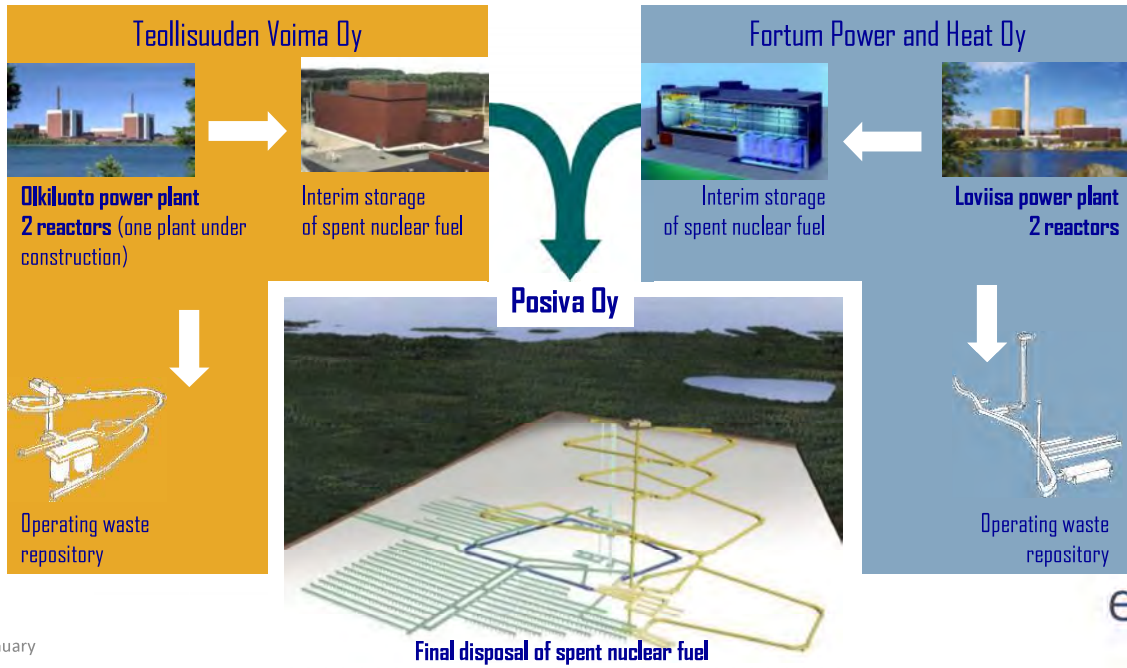 Teollisuuden Voima Oy
Fortum Power and Heat Oy
Olkiluoto power plant
2 reactors (one plant under
construction)
Interim storage
of spent nuclear fuel
Interim storage
of spent nuclear fuel
Loviisa power plant
2 reactors
Posiva Oy
Operating waste
repository
Operating waste
repository
Final disposal of spent nuclear fuel